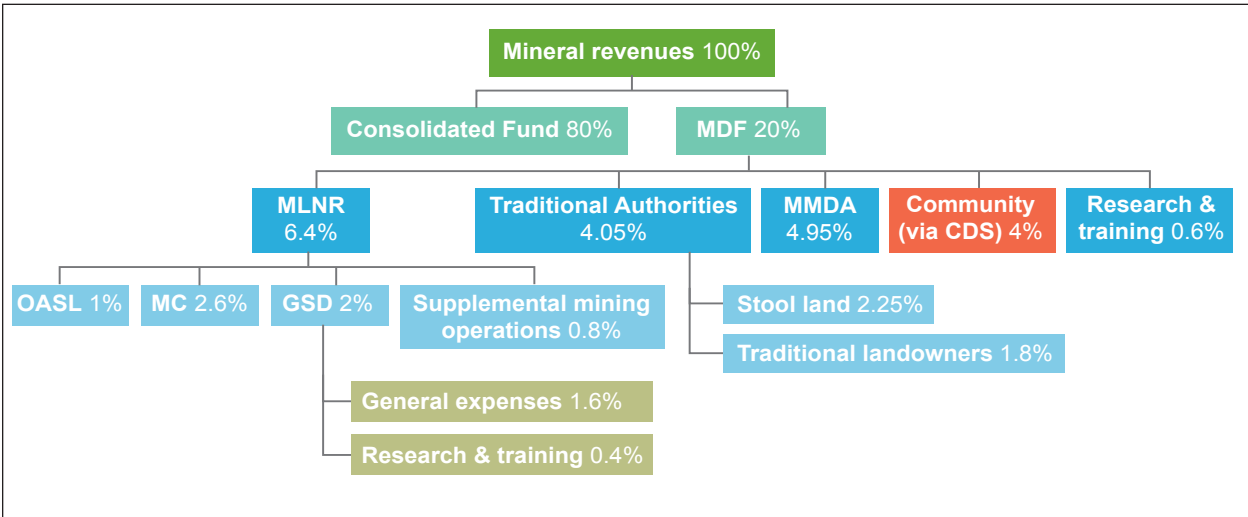 Mineral revenues 100%
Consolidated Fund 80%
MDF 20%
MLNR
6.4%
Traditional Authorities
4.05%
MMDA
4.95%
Community
(via CDS) 4%
Research &
training 0.6%
OASL 1%
MC 2.6%
GSD 2%
Supplemental mining
operations 0.8%
Stool land 2.25%
Traditional landowners 1.8%
General expenses 1.6%
Research & training 0.4%